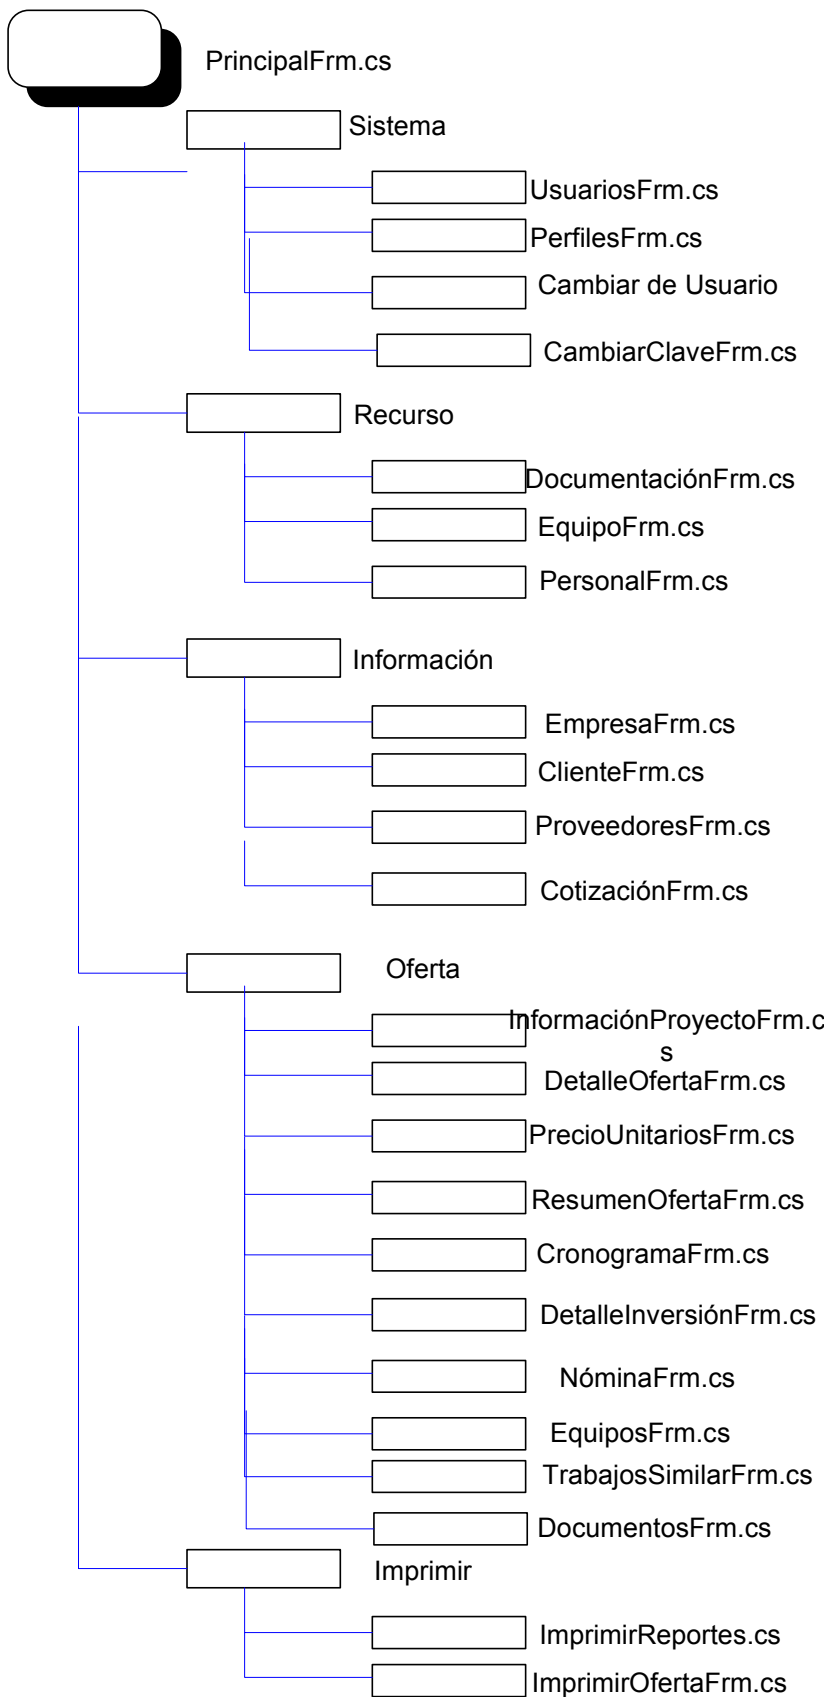 PrincipalFrm.cs
Sistema
UsuariosFrm.cs
PerfilesFrm.cs
Cambiar de Usuario
CambiarClaveFrm.cs
Recurso
DocumentaciónFrm.cs
EquipoFrm.cs
PersonalFrm.cs
Información
EmpresaFrm.cs
ClienteFrm.cs
ProveedoresFrm.cs
CotizaciónFrm.cs
Oferta
InformaciónProyectoFrm.c
s
DetalleOfertaFrm.cs
PrecioUnitariosFrm.cs
ResumenOfertaFrm.cs
CronogramaFrm.cs
DetalleInversiónFrm.cs
NóminaFrm.cs
EquiposFrm.cs
TrabajosSimilarFrm.cs
DocumentosFrm.cs
Imprimir
ImprimirReportes.cs
ImprimirOfertaFrm.cs